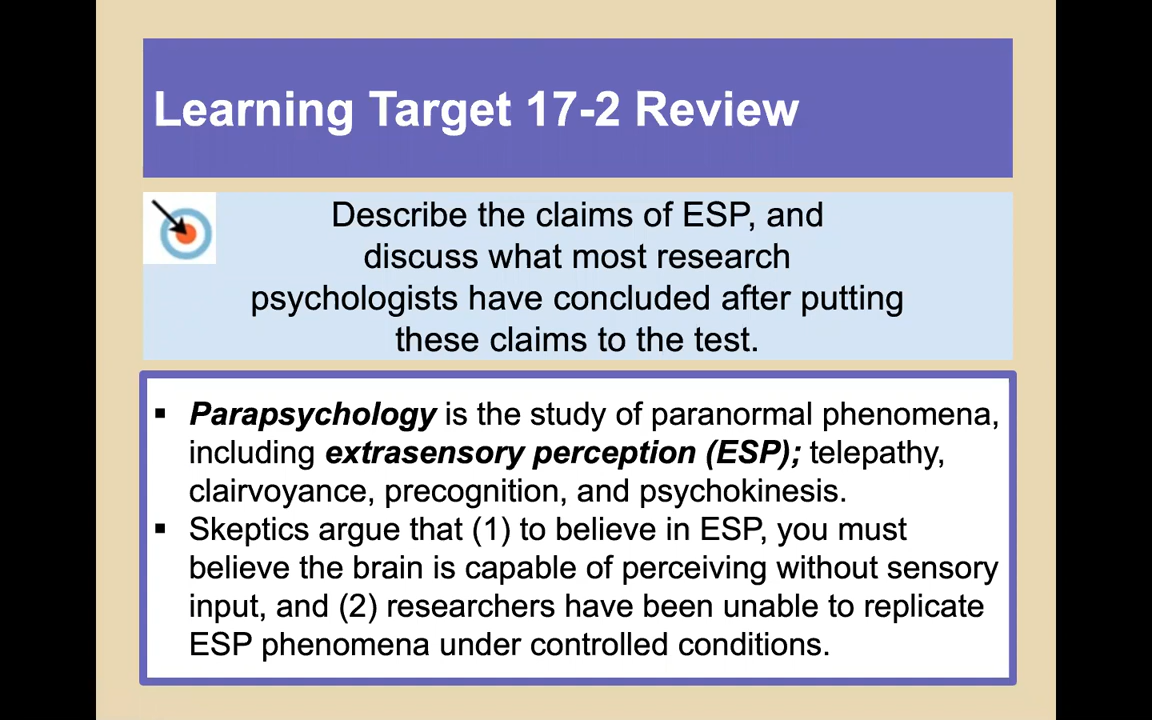 Learning Target 17-2 Review
Describe the claims of ESP, and
discuss what most research
psychologists have concluded after putting
these claims to the test.
▪ Parapsychology is the study of paranormal phenomena,
including extrasensory perception (ESP); telepathy,
clairvoyance, precognition, and psychokinesis.
▪ Skeptics argue that (1) to believe in ESP, you must
believe the brain is capable of perceiving without sensory
input, and (2) researchers have been unable to replicate
ESP phenomena under controlled conditions.